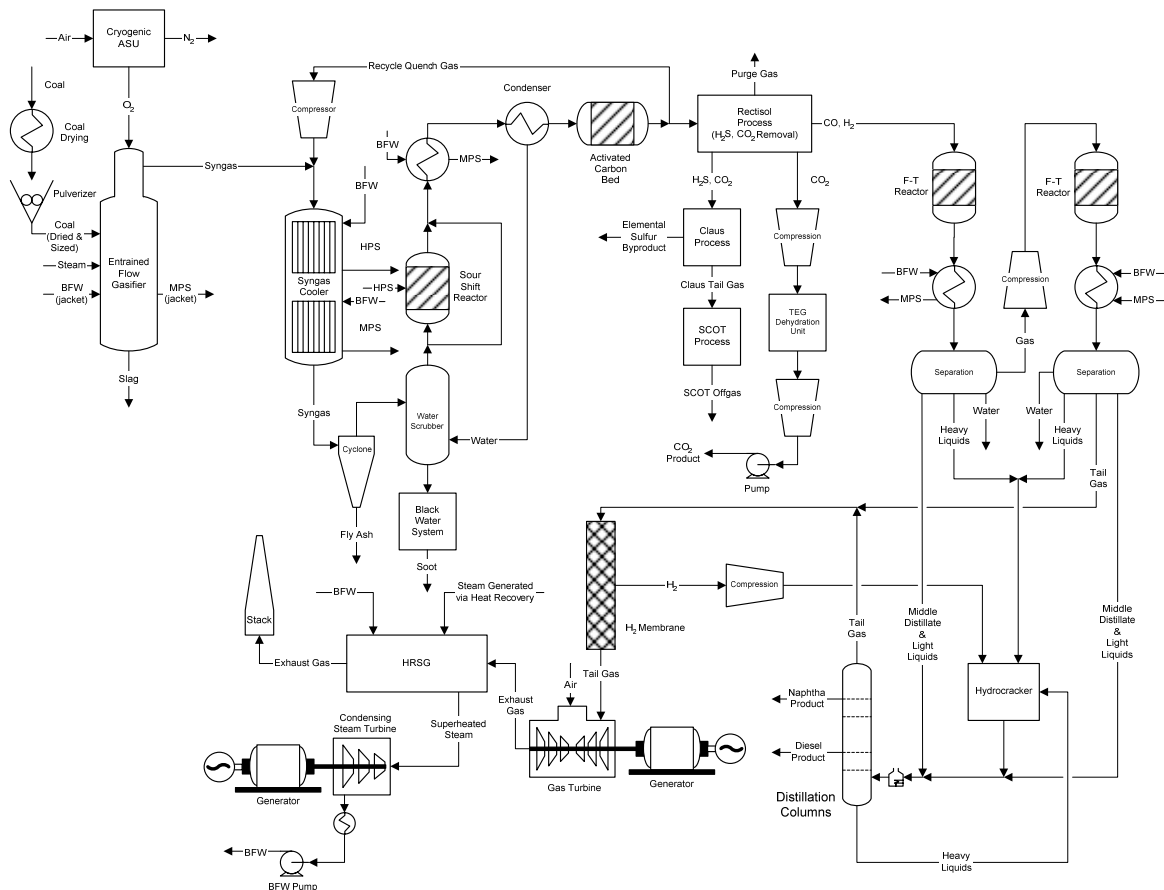 Cryogenic
ASU
Air
N2
O2
Coal
Coal
Drying
Pulverizer
Coal
(Dried &
Sized)
Steam
BFW
(jacket)
Entrained
Flow
Gasifier
MPS
(jacket)
Slag
Syngas
Recycle Quench Gas
Compressor
BFW
HPS
Syngas
Cooler
BFW
MPS
Syngas
Cyclone
Fly Ash
BFW
MPS
HPS
Sour
Shift
Reactor
Water
Scrubber
Water
Black
Water
System
Soot
Condenser
Activated
Carbon
Bed
Purge Gas
Rectisol
Process
(H2S, CO2 Removal)
CO, H2
H2S, CO2
CO2
Elemental
Sulfur
Byproduct
Claus
Process
Claus Tail Gas
SCOT
Process
SCOT Offgas
Compression
TEG
Dehydration
Unit
Compression
CO2
Product
Pump
F-T
Reactor
BFW
MPS
Separation
Gas
Compression
F-T
Reactor
BFW
MPS
Separation
Water
Heavy
Liquids
Water
Heavy
Liquids
Tail
Gas
H2
Compression
H2 Membrane
Tail Gas
Tail
Gas
Middle
Distillate
&
Light
Liquids
Middle
Distillate
&
Light
Liquids
Hydrocracker
Naphtha
Product
Diesel
Product
Distillation
Columns
Heavy
Liquids
Stack
Exhaust Gas
BFW
Steam Generated
via Heat Recovery
HRSG
Exhaust
Gas
Air
Superheated
Steam
Condensing
Steam Turbine
Generator
Gas Turbine
Generator
BFW
BFW Pump